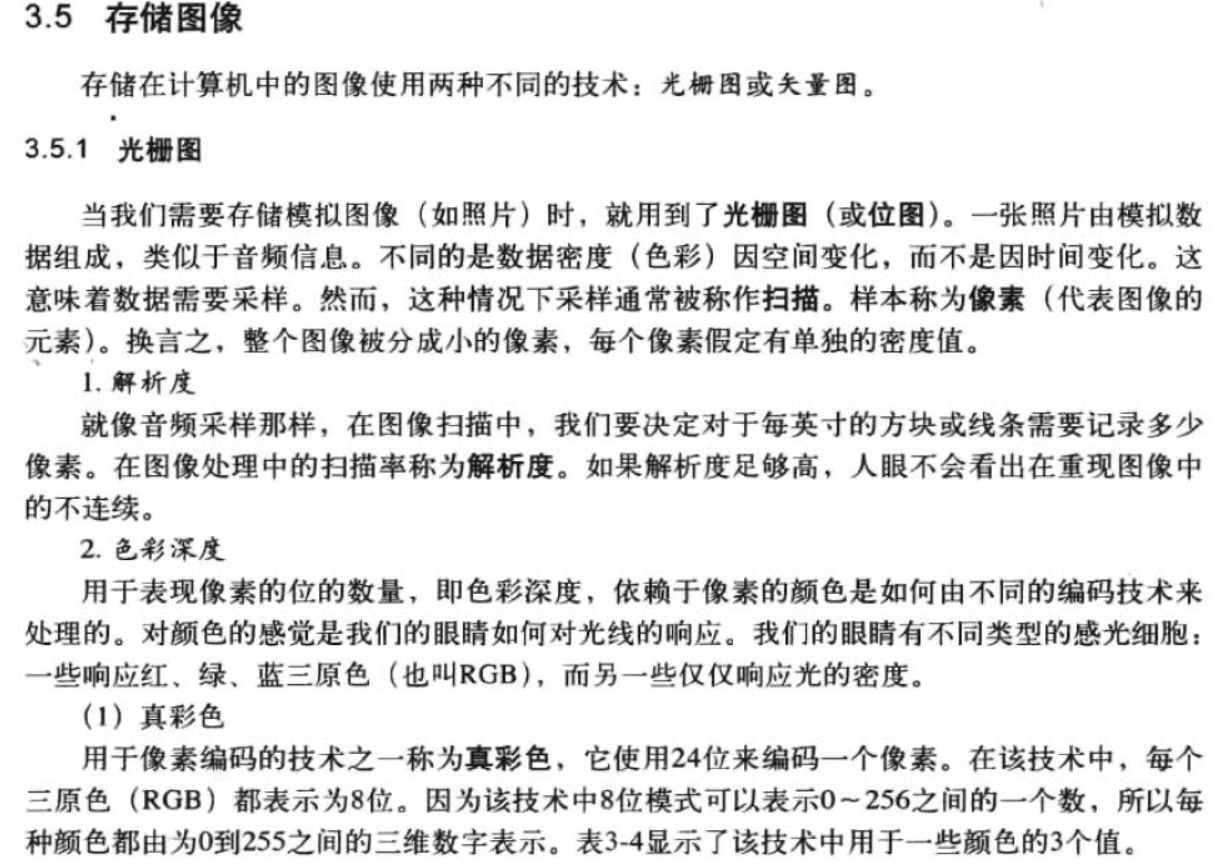 3.5 存储图像
存储在计算机中的图像使用两种不同的技术：光栅图或矢量图。
3.5.1 光栅图
当我们需要存储模拟图像（如照片）时，就用到了光栅图（或位图）。一张照片由模拟数
据组成，类似于音频信息。不同的是数据密度（色彩）因空间变化，而不是因时间变化。这
意味着数据需要采样。然而，这种情况下采样通常被称作扫描。样本称为像素（代表图像的
元素）。换言之，整个图像被分成小的像素，每个像素假定有单独的密度值。
1. 解析度
就像音频采样那样，在图像扫描中，我们要决定对于每英寸的方块或线条需要记录多少
像素。在图像处理中的扫描率称为解析度。如果解析度足够高，人眼不会看出在重现图像中
的不连续。
2. 色彩深度
用于表现像素的位的数量，即色彩深度，依赖于像素的颜色是如何由不同的编码技术来
处理的。对颜色的感觉是我们的眼睛如何对光线的响应。我们的眼睛有不同类型的感光细胞：
一些响应红、绿、蓝三原色（也叫RGB），而另一些仅仅响应光的密度。
（1）真彩色
用于像素编码的技术之一称为真彩色，它使用24位来编码一个像素。在该技术中，每个
三原色（RGB）都表示为8位。因为该技术中8位模式可以表示0~256之间的一个数，所以每
种颜色都由为0到255之间的三维数字表示。表3-4显示了该技术中用于一些颜色的3个值。